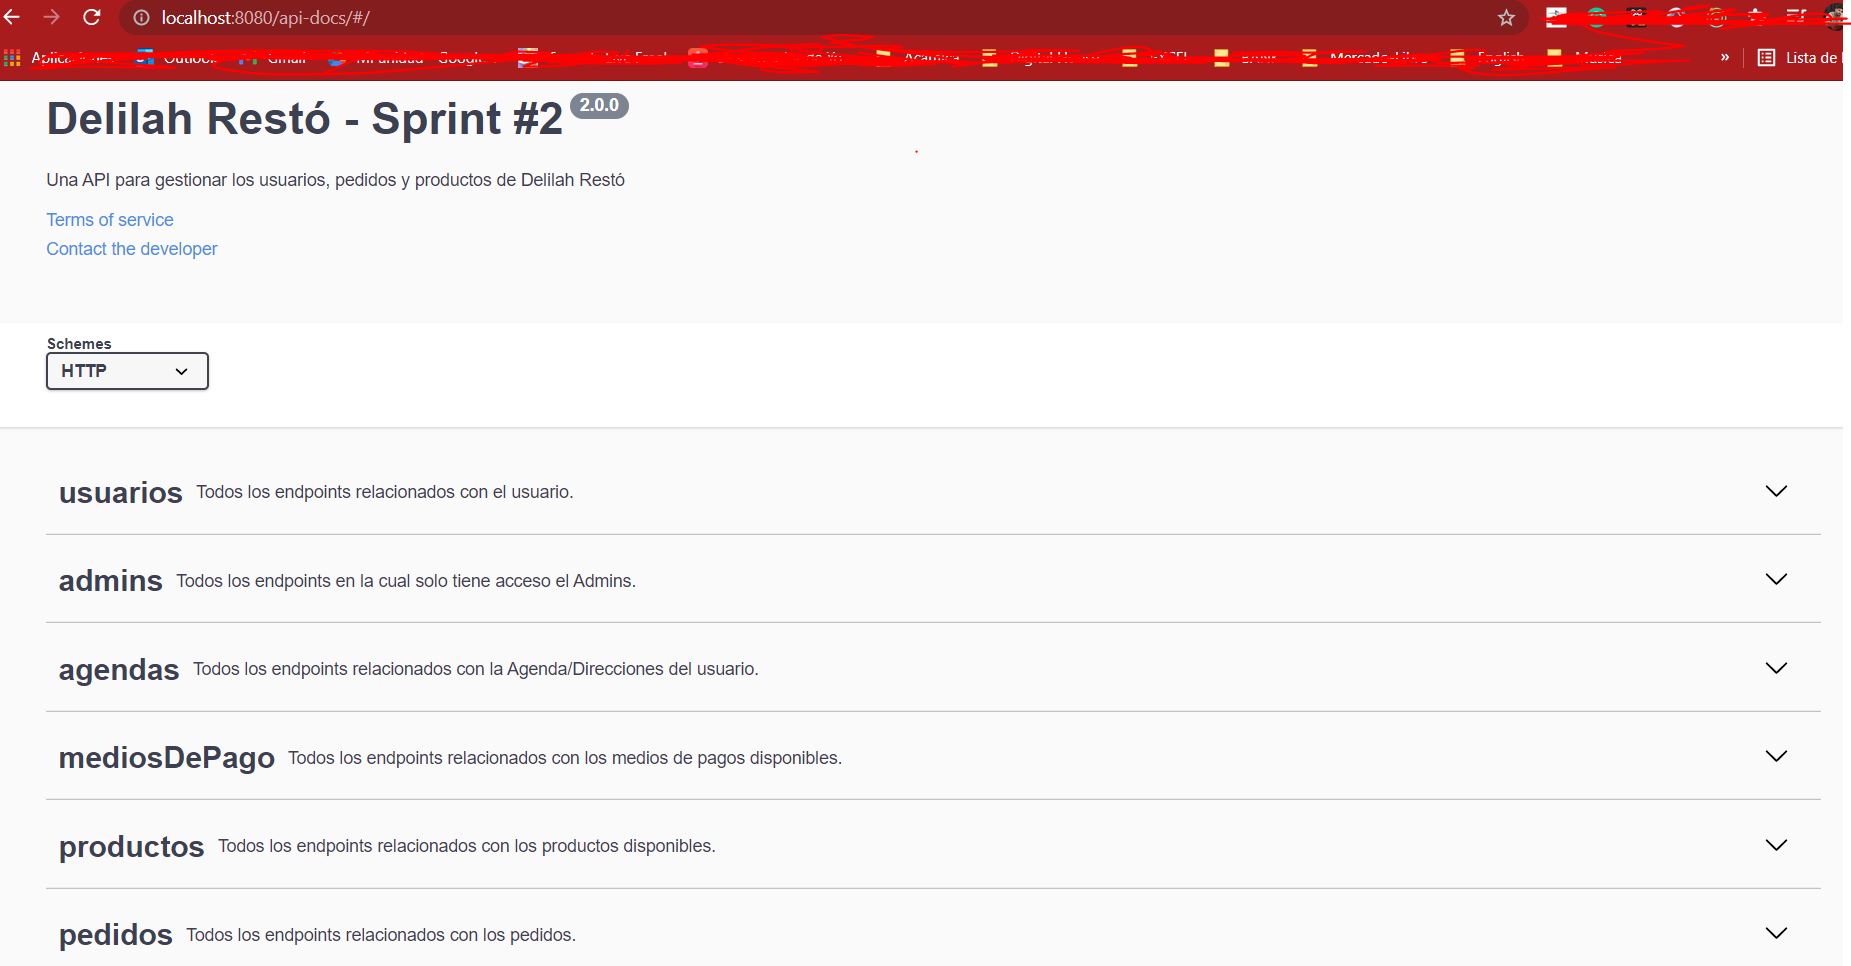 localhost:8080/api-docs/#/
» Lista de
Delilah Restó - Sprint #2 2.0.0
Una API para gestionar los usuarios, pedidos y productos de Delilah Restó
Terms of service
Contact the developer
Schemes
HTTP
usuarios Todos los endpoints relacionados con el usuario.
admins Todos los endpoints en la cual solo tiene acceso el Admins.
agendas Todos los endpoints relacionados con la Agenda/Direcciones del usuario.
mediosDePago Todos los endpoints relacionados con los medios de pagos disponibles.
productos Todos los endpoints relacionados con los productos disponibles.
pedidos Todos los endpoints relacionados con los pedidos.